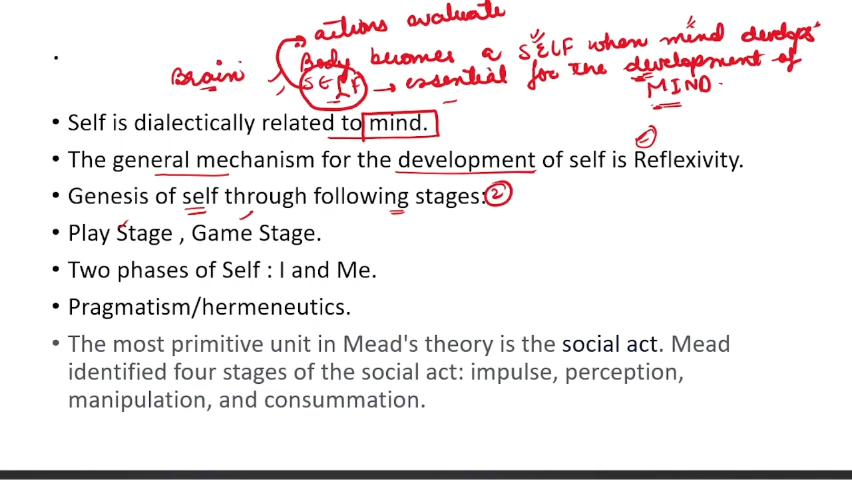 actions evaluate
Body becomes a SELF when mind develops
Brain
SELF → essential for the development of
MIND.
• Self is dialectically related to mind.
• The general mechanism for the development of self is Reflexivity.
• Genesis of self through following stages: 2
• Play Stage , Game Stage.
• Two phases of Self : I and Me.
• Pragmatism/hermeneutics.
• The most primitive unit in Mead's theory is the social act. Mead
identified four stages of the social act: impulse, perception,
manipulation, and consummation.